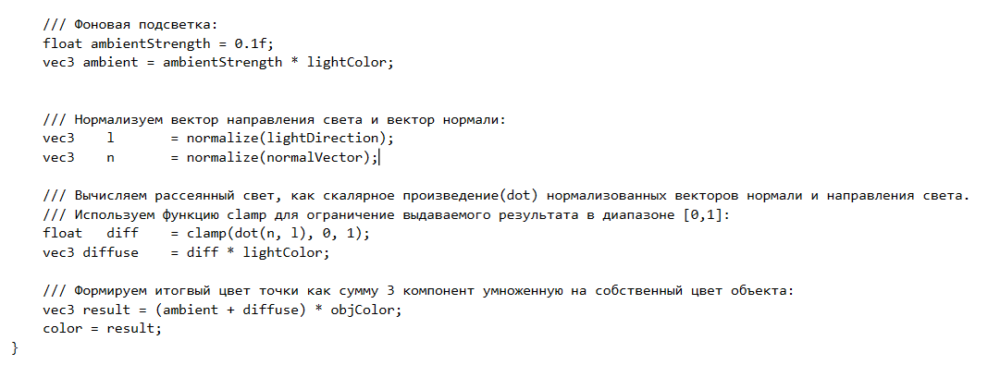 /// Фоновая подсветка:
float ambientStrength = 0.1f;
vec3 ambient = ambientStrength * lightColor;
/// Нормализуем вектор направления света и вектор нормали:
vec3    l       = normalize(lightDirection);
vec3    n       = normalize(normalVector);
/// Вычисляем рассеянный свет, как скалярное произведение(dot) нормализованных векторов нормали и направления света.
/// Используем функцию clamp для ограничение выдаваемого результата в диапазоне [0,1]:
float   diff    = clamp(dot(n, l), 0, 1);
vec3 diffuse    = diff * lightColor;
/// Формируем итогвый цвет точки как сумму 3 компонент умноженную на собственный цвет объекта:
vec3 result = (ambient + diffuse) * objColor;
color = result;
}